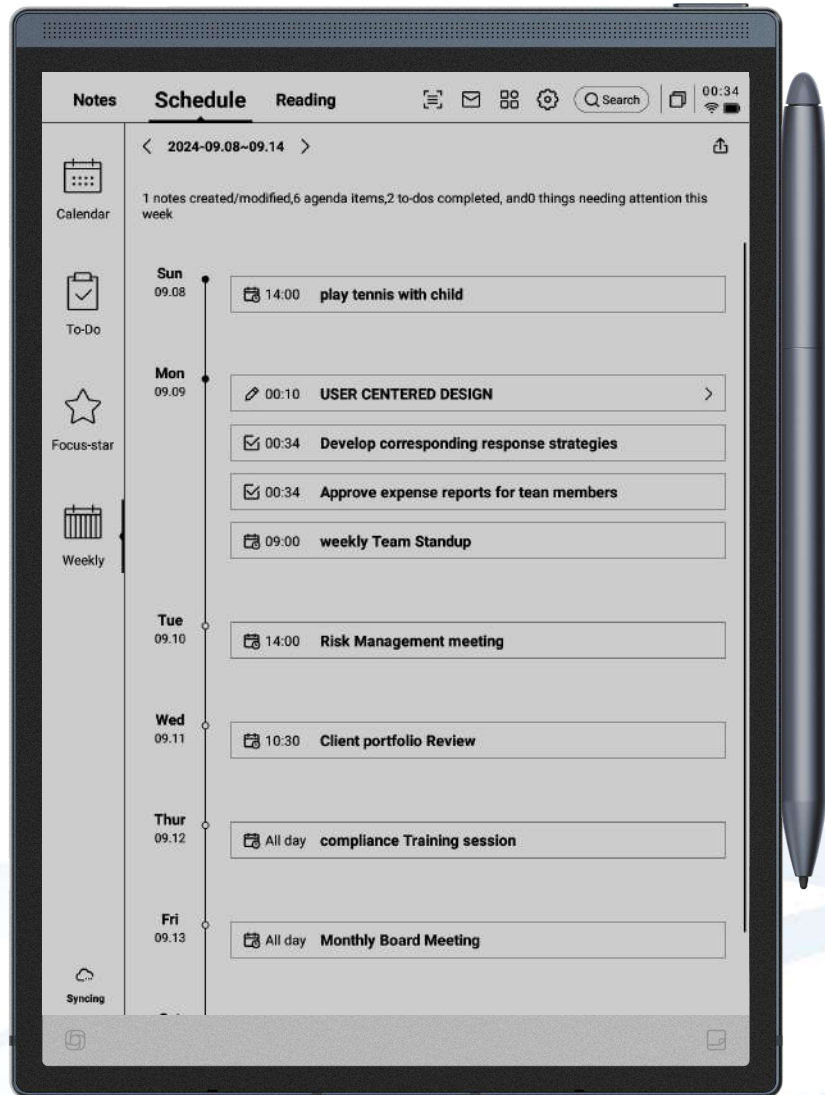 Notes Schedule Reading Search 00:34
2024-09.08~09.14
1 notes created/modified,6 agenda items,2 to-dos completed, and0 things needing attention this
week
Calendar
To-Do
Focus-star
Weekly
Syncing
Sun
09.08
14:00 play tennis with child
Mon
09.09
00:10 USER CENTERED DESIGN
00:34 Develop corresponding response strategies
00:34 Approve expense reports for tean members
09:00 weekly Team Standup
Tue
09.10
14:00 Risk Management meeting
Wed
09.11
10:30 Client portfolio Review
Thur
09.12
All day compliance Training session
Fri
09.13
All day Monthly Board Meeting